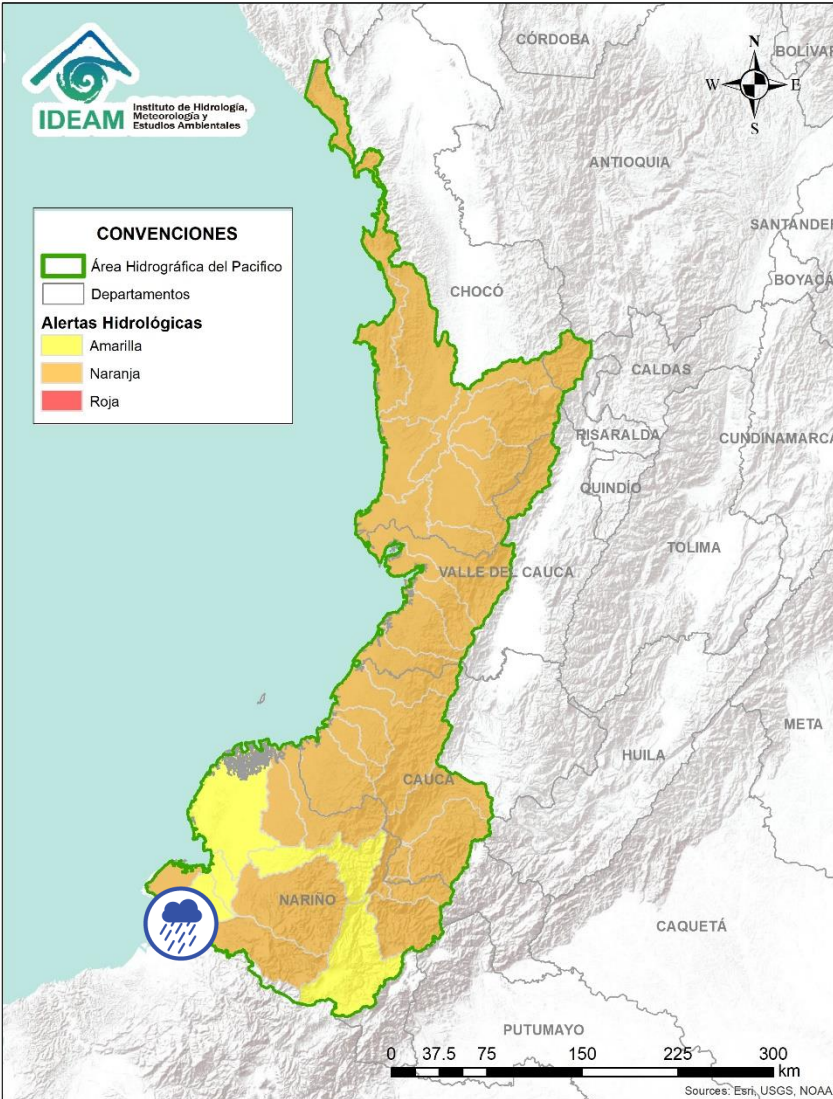 IDEAM
Instituto de Hidrología,
Meteorología y
Estudios Ambientales
N
W
E
S
CONVENCIONES
Área Hidrográfica del Pacifico
Departamentos
Alertas Hidrológicas
Amarilla
Naranja
Roja
CÓRDOBA
BOLÍVAR
ANTIOQUIA
SANTANDER
BOYACÁ
CHOCÓ
CALDAS
RISARALDA
CUNDINAMARCA
QUINDÍO
TOLIMA
VALLE DEL CAUCA
META
HUILA
CAUCA
NARIÑO
CAQUETÁ
PUTUMAYO
0 37.5 75 150 225 300
km
Sources: Esri, USGS, NOAA